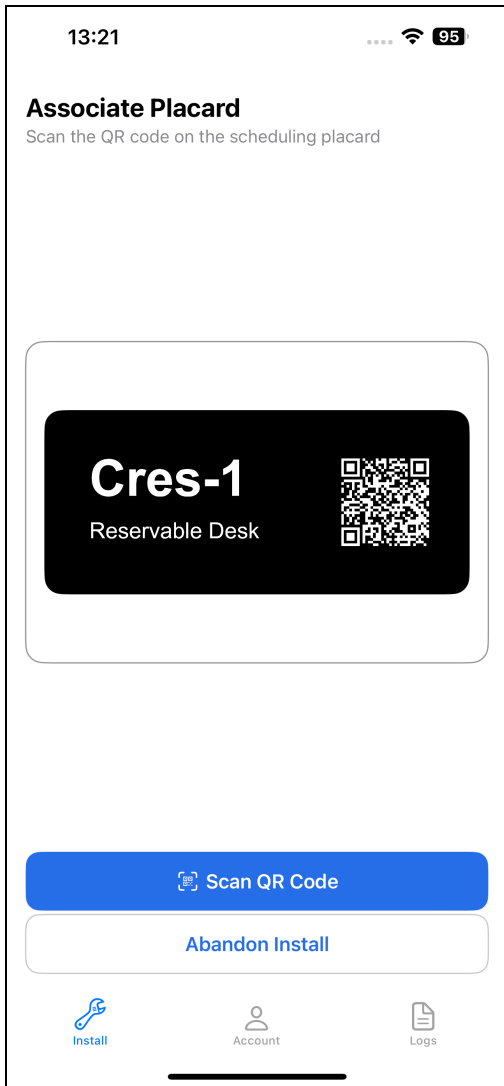 13:21
95
Associate Placard
Scan the QR code on the scheduling placard
Cres-1
Reservable Desk
Scan QR Code
Abandon Install
Install Account Logs